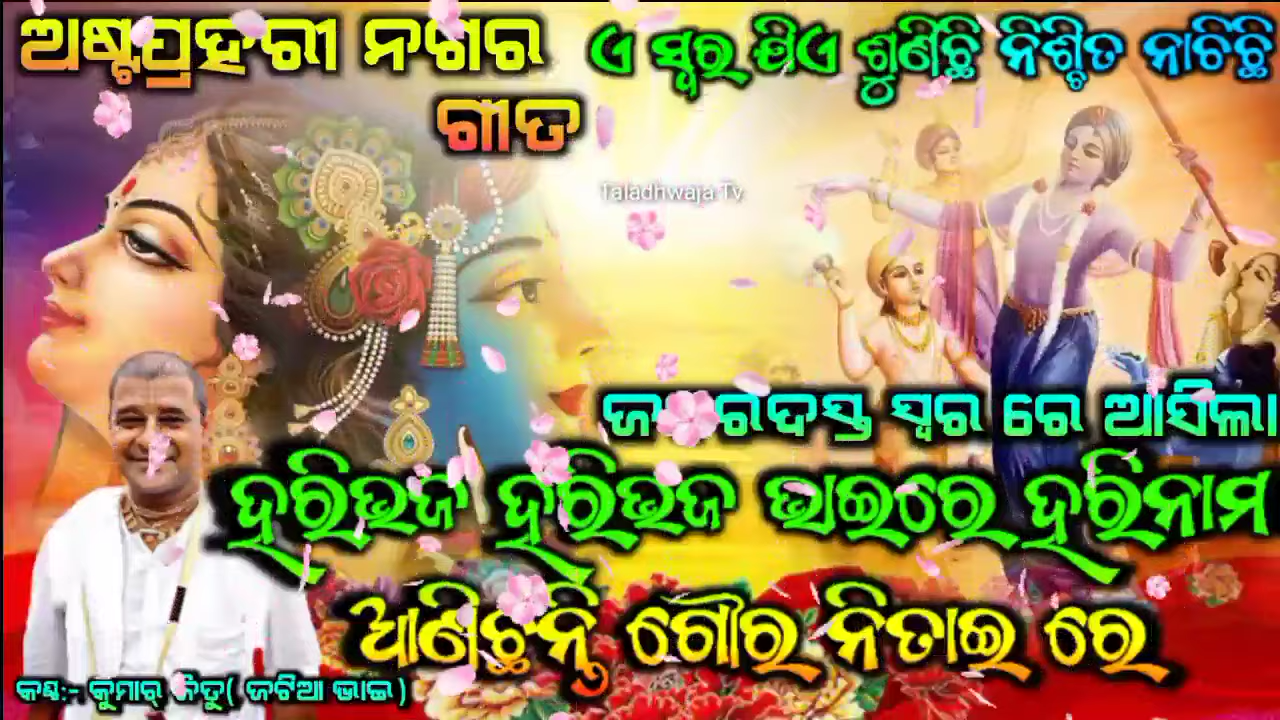 ଅଷ୍ଟପ୍ରହରୀ ନଗର
ଗୀତ
ଏ ସ୍ୱର ଯିଏ ଶୁଣିଛି ନିଶ୍ଚିତ ନାଚିଛି
Taladhwaja Tv
ସ୍ୱର ରେ ଆସିଲା
ହରିଭଜ ହରିଭଜ ଭାଇରେ ହରିନାମ
ଆଣିଛନ୍ତି ଗୌର ନିତାଇ ରେ
କଣ୍ଠ:- କୁମାର୍ ନିତୁ( ଜଟିଆ ଭାଇ)